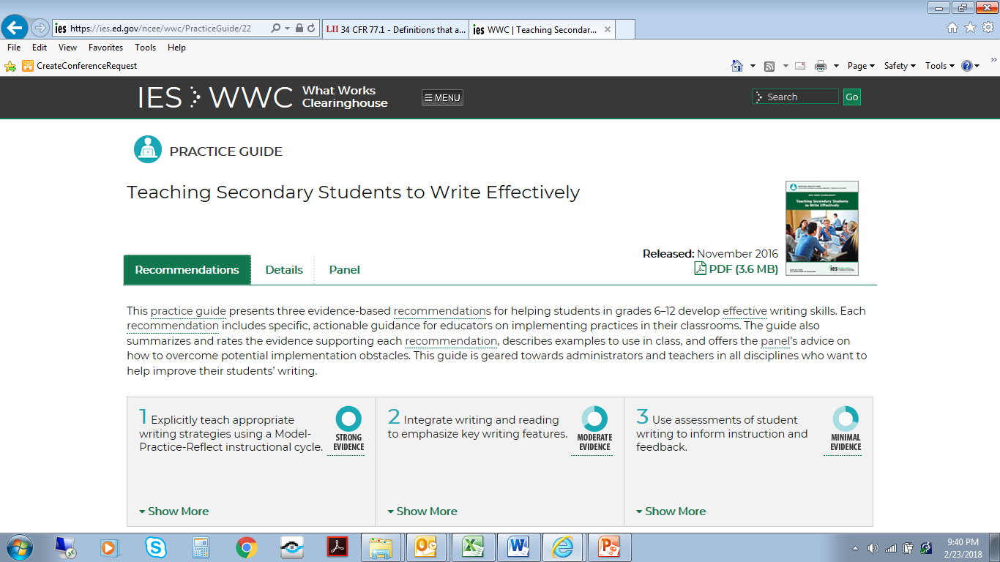 ies https://ies.ed.gov/ncee/wwc/PracticeGuide/22
LII 34 CFR 77.1 - Definitions that a...
ies WWC | Teaching Secondar...
File Edit View Favorites Tools Help
CreateConferenceRequest
Page Safety Tools
IES WWC What Works
Clearinghouse
☰ MENU
Search Go
PRACTICE GUIDE
Teaching Secondary Students to Write Effectively
Teaching Secondary Students
to Write Effectively
ies
Released: November 2016
PDF (3.6 MB)
Recommendations Details Panel
This practice guide presents three evidence-based recommendations for helping students in grades 6–12 develop effective writing skills. Each
recommendation includes specific, actionable guidance for educators on implementing practices in their classrooms. The guide also
summarizes and rates the evidence supporting each recommendation, describes examples to use in class, and offers the panel's advice on
how to overcome potential implementation obstacles. This guide is geared towards administrators and teachers in all disciplines who want to
help improve their students' writing.
1 Explicitly teach appropriate
writing strategies using a Model-
Practice-Reflect instructional cycle.
STRONG
EVIDENCE
Show More
2 Integrate writing and reading
to emphasize key writing features.
MODERATE
EVIDENCE
Show More
3 Use assessments of student
writing to inform instruction and
feedback.
MINIMAL
EVIDENCE
Show More
9:40 PM
2/23/2018